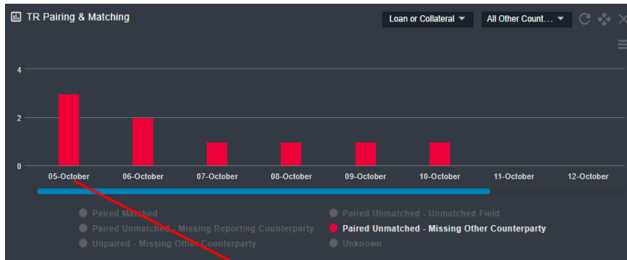 TR Pairing & Matching
Loan or Collateral
All Other Count...
4
2
0
05-October 06-October 07-October 08-October 09-October 10-October 11-October 12-October
Paired Matched
Paired Unmatched - Unmatched Field
Paired Unmatched - Missing Reporting Counterparty
Paired Unmatched - Missing Other Counterparty
Unpaired - Missing Other Counterparty
Unknown